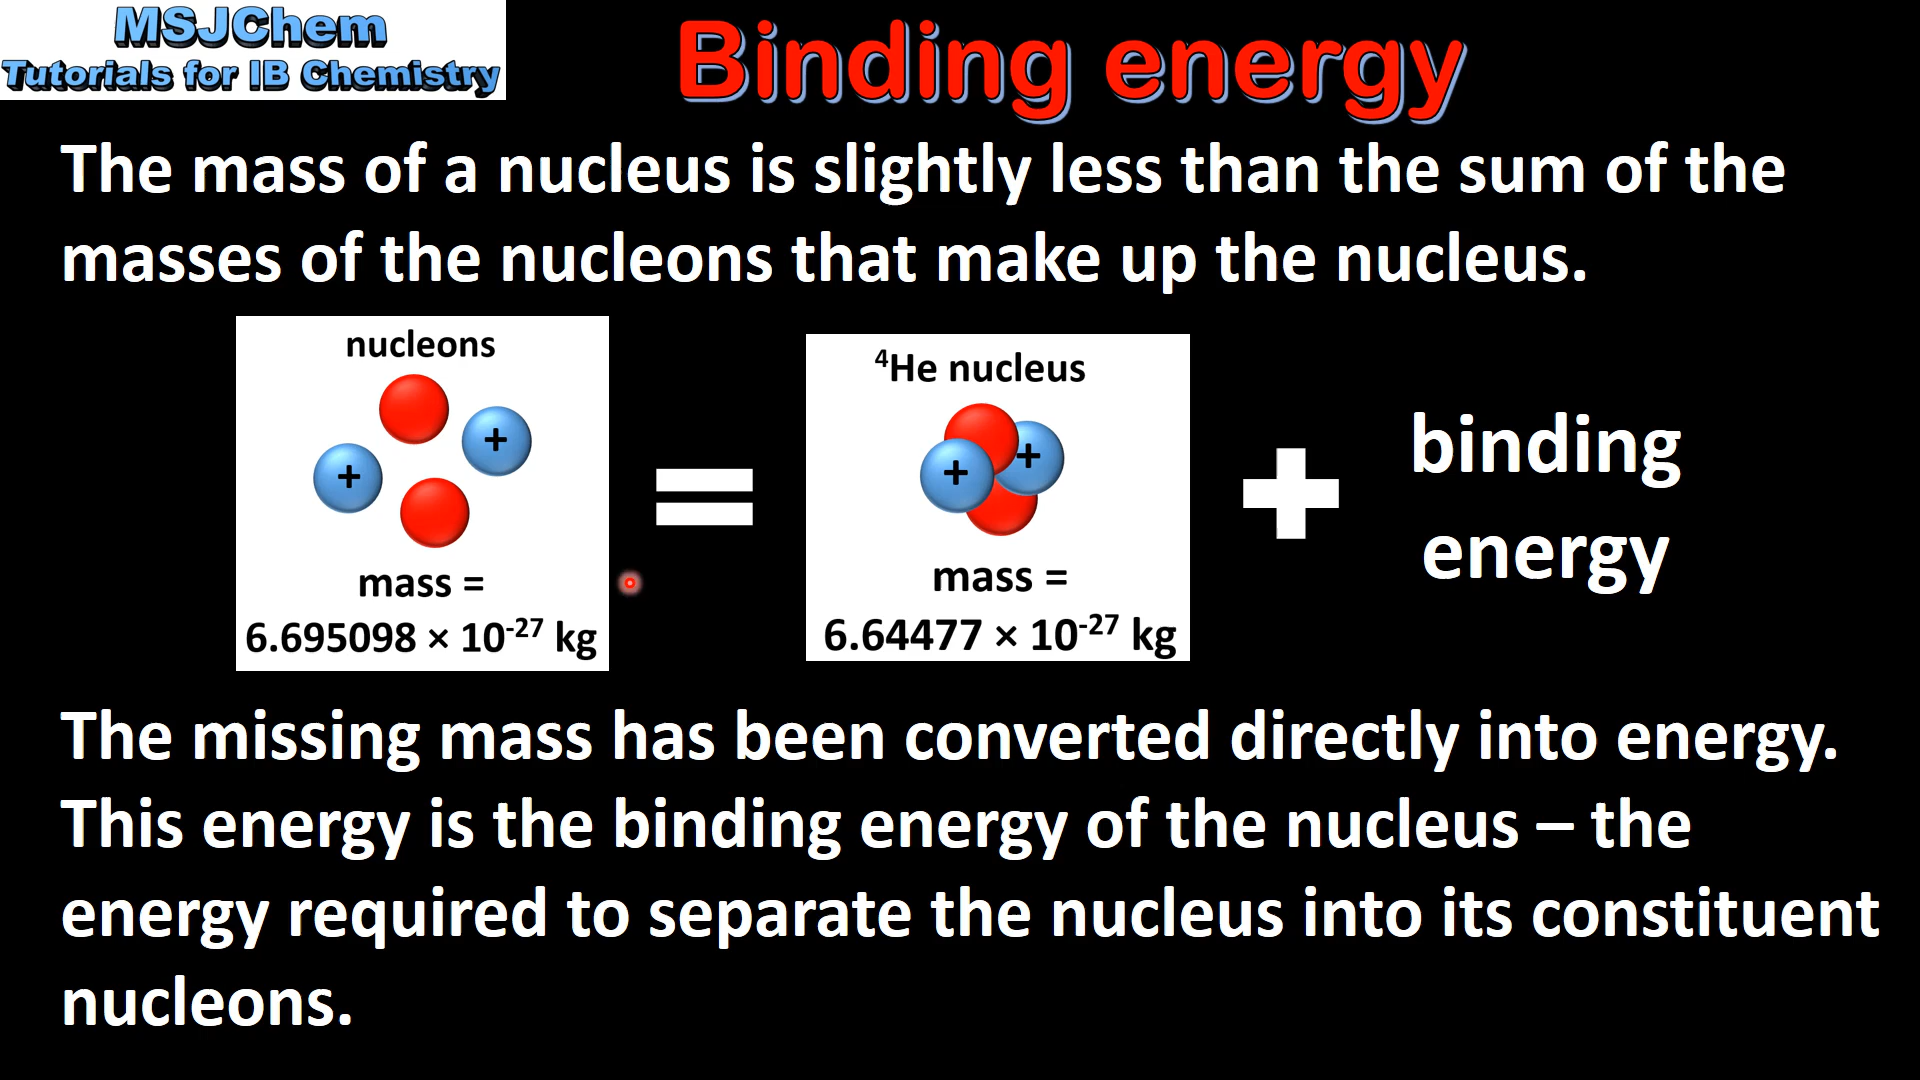 MSJChem
Tutorials for IB Chemistry
Binding energy
The mass of a nucleus is slightly less than the sum of the
masses of the nucleons that make up the nucleus.
nucleons
+
+
mass =
6.695098 × 10⁻²⁷ kg
=
⁴He nucleus
+
+
mass =
6.64477 × 10⁻²⁷ kg
+
binding
energy
The missing mass has been converted directly into energy.
This energy is the binding energy of the nucleus – the
energy required to separate the nucleus into its constituent
nucleons.